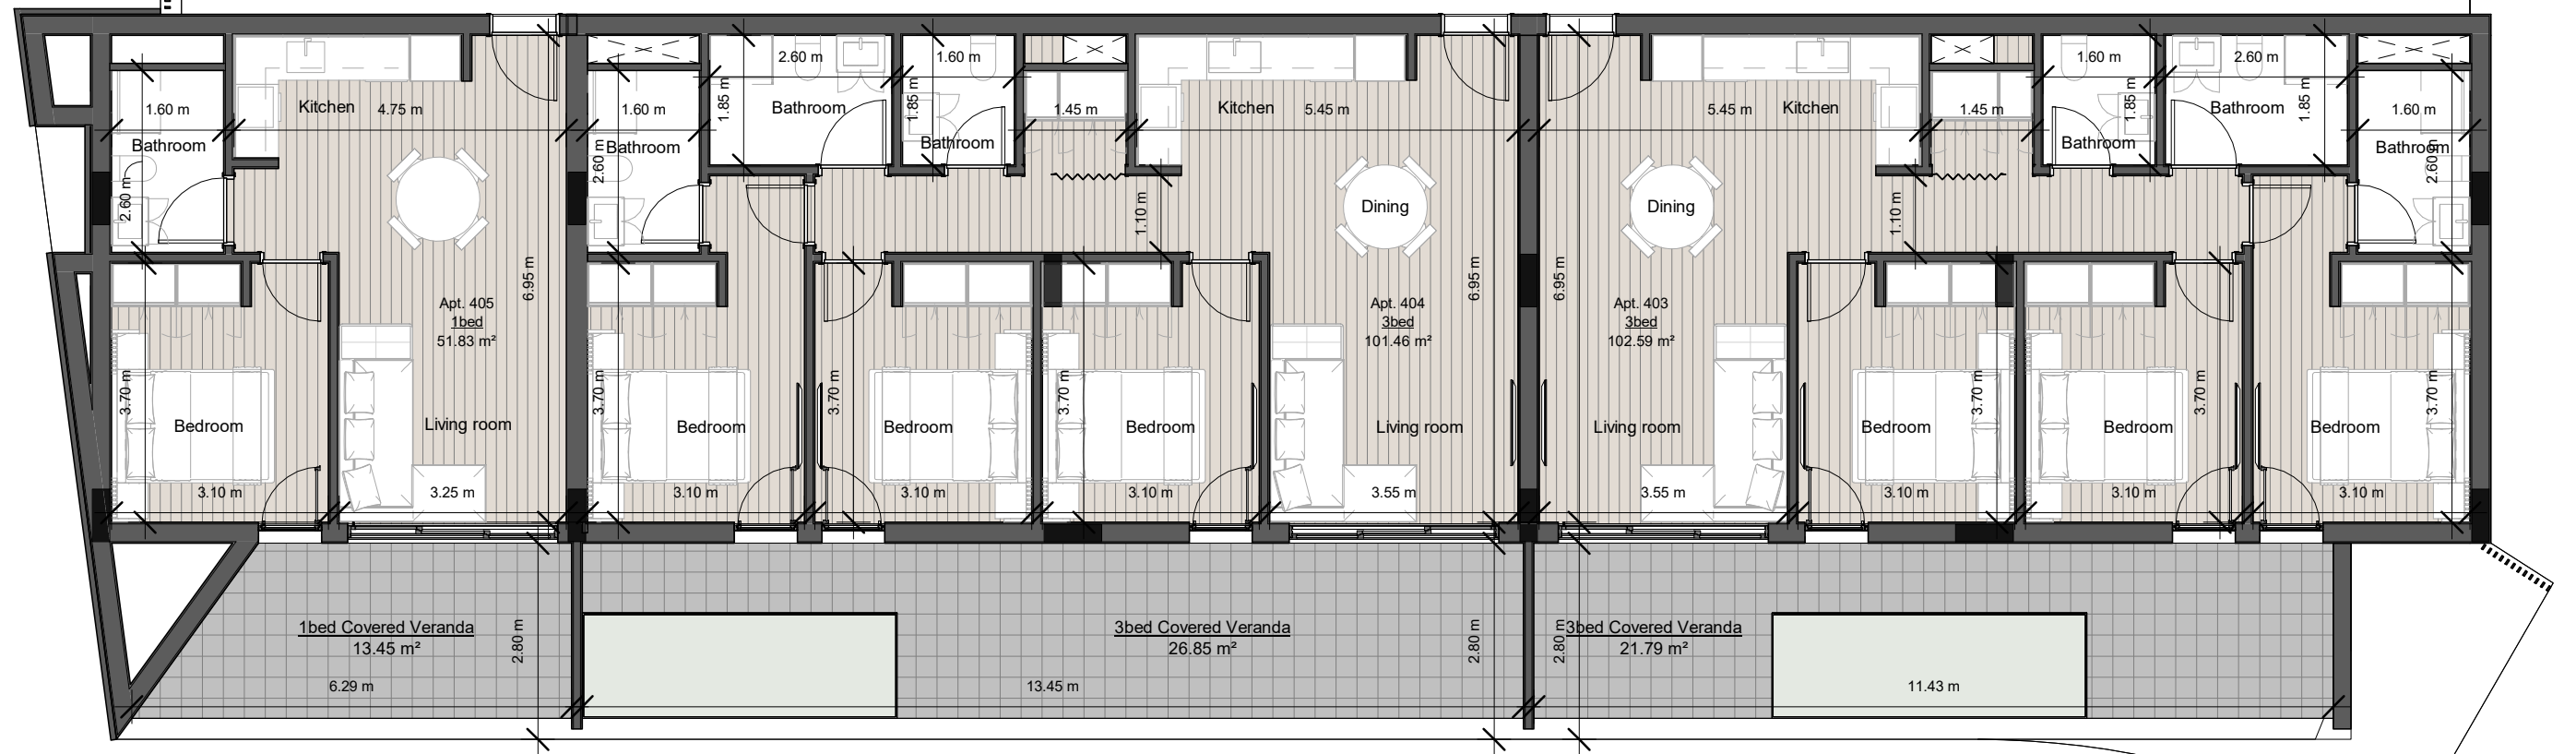 2.60 m
1.60 m
1.60 m
2.60 m
1.60 m
Kitchen
4.75 m
1.60 m
1.85 m
Bathroom
1.85 m
1.45 m
Kitchen
5.45 m
5.45 m
Kitchen
1.45 m
1.85 m
Bathroom
1.85 m
1.60 m
Bathroom
Bathroom
Bathroom
Bathroom
Bathroom
2.60 m
2.60 m
2.60 m
1.10 m
Dining
Dining
1.10 m
6.95 m
6.95 m
6.95 m
Apt. 405
1bed
51.83 m²
Apt. 404
3bed
101.46 m²
Apt. 403
3bed
102.59 m²
3.70 m
3.70 m
3.70 m
3.70 m
3.70 m
3.70 m
3.70 m
Bedroom
Living room
Bedroom
Bedroom
Bedroom
Living room
Living room
Bedroom
Bedroom
Bedroom
3.10 m
3.25 m
3.10 m
3.10 m
3.10 m
3.55 m
3.55 m
3.10 m
3.10 m
3.10 m
1bed Covered Veranda
13.45 m²
2.80 m
3bed Covered Veranda
26.85 m²
2.80 m
2.80 m
3bed Covered Veranda
21.79 m²
6.29 m
13.45 m
11.43 m